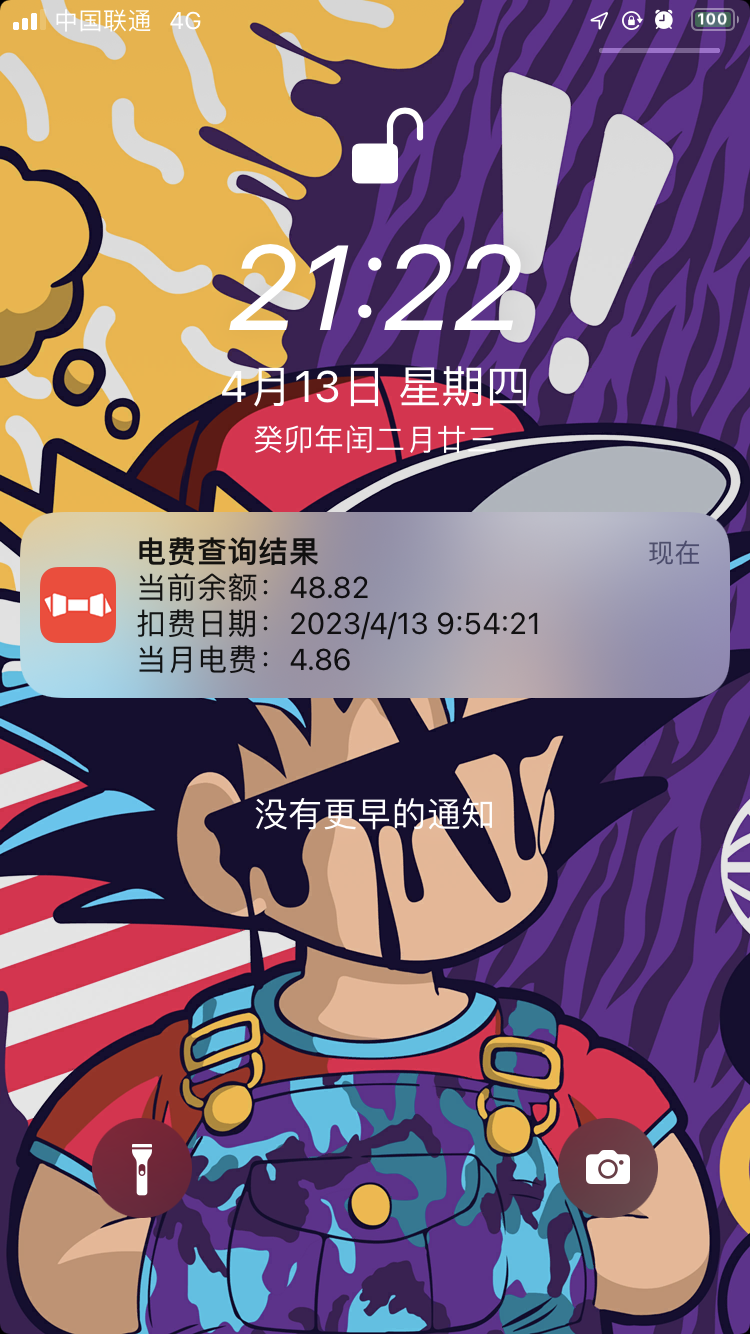 中国联通 4G
100
21:22
4月13日 星期四
癸卯年闰二月廿三
电费查询结果 现在
当前余额：48.82
扣费日期：2023/4/13 9:54:21
当月电费：4.86
没有更早的通知